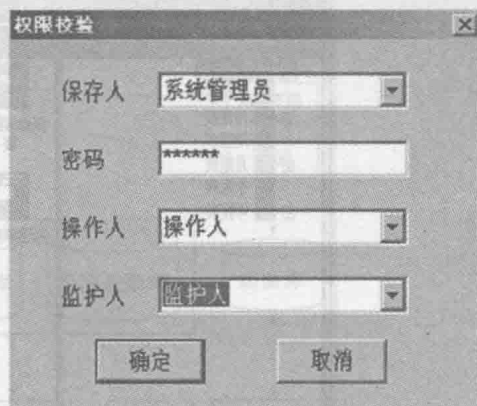 权限校验
保存人 系统管理员
密码 ******
操作人 操作人
监护人 监护人
确定 取消